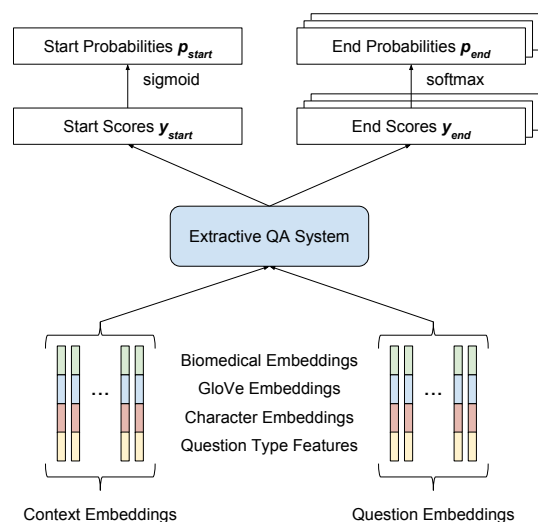 Start Probabilities p_start
End Probabilities p_end
sigmoid
softmax
Start Scores y_start
End Scores y_end
Extractive QA System
Biomedical Embeddings
GloVe Embeddings
...
...
Character Embeddings
Question Type Features
Context Embeddings
Question Embeddings